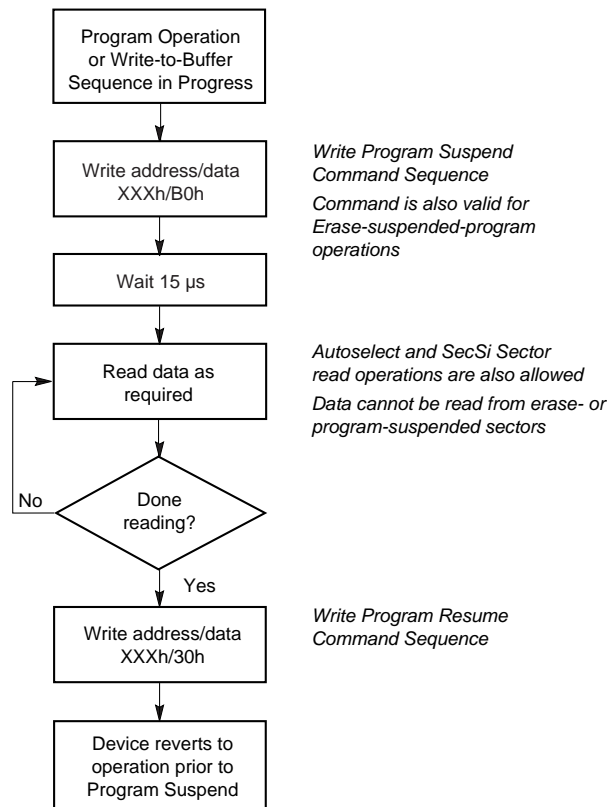 Program Operation
or Write-to-Buffer
Sequence in Progress
Write address/data
XXXh/B0h
Write Program Suspend
Command Sequence
Command is also valid for
Erase-suspended-program
operations
Wait 15 μs
Read data as
required
Autoselect and SecSi Sector
read operations are also allowed
Data cannot be read from erase- or
program-suspended sectors
No
Done
reading?
Yes
Write address/data
XXXh/30h
Write Program Resume
Command Sequence
Device reverts to
operation prior to
Program Suspend